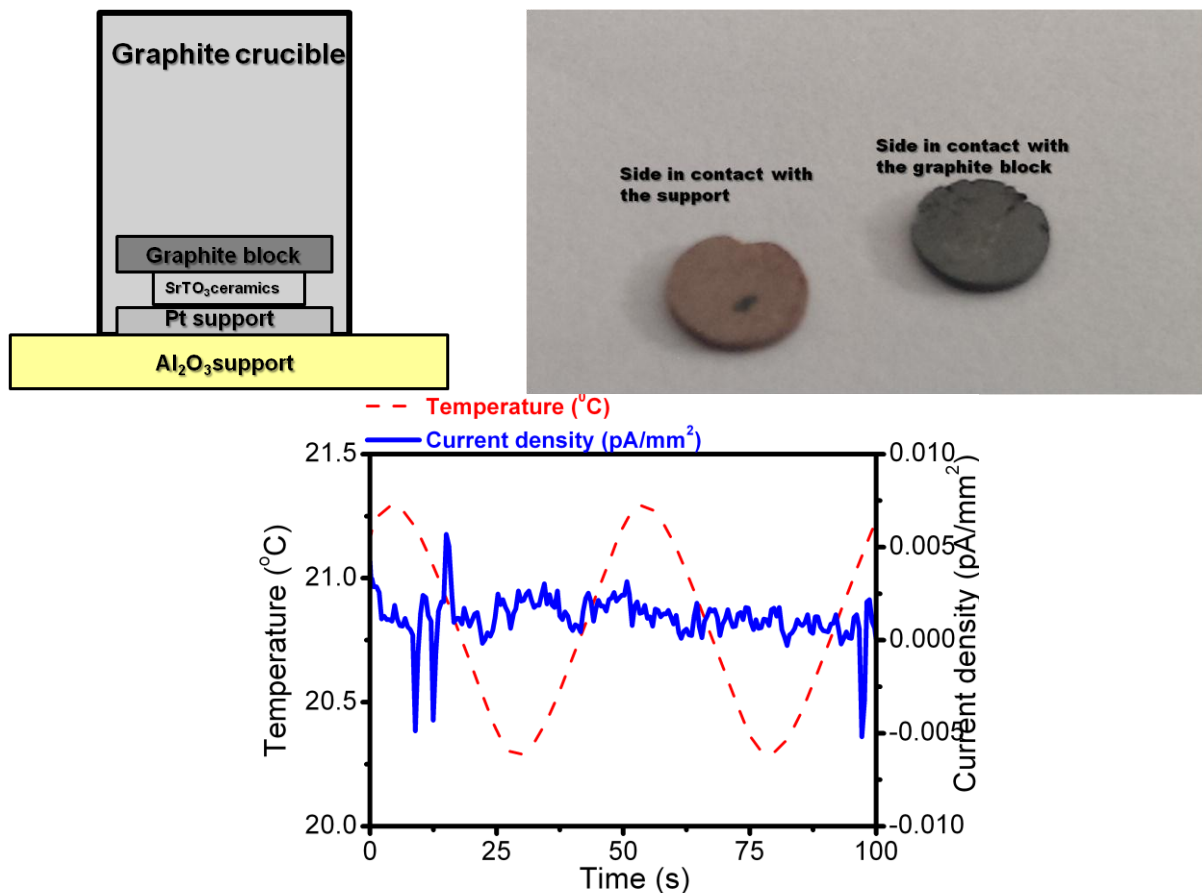 Graphite crucible
Graphite block
SrTO₃ceramics
Pt support
Al₂O₃support
Side in contact with
the support
Side in contact with
the graphite block
Temperature (⁰C)
Current density (pA/mm²)
21.5
21.0
20.5
20.0
Temperature (°C)
0.010
0.005
0.000
-0.005
-0.010
Current density (pA/mm²)
0
25
50
75
100
Time (s)